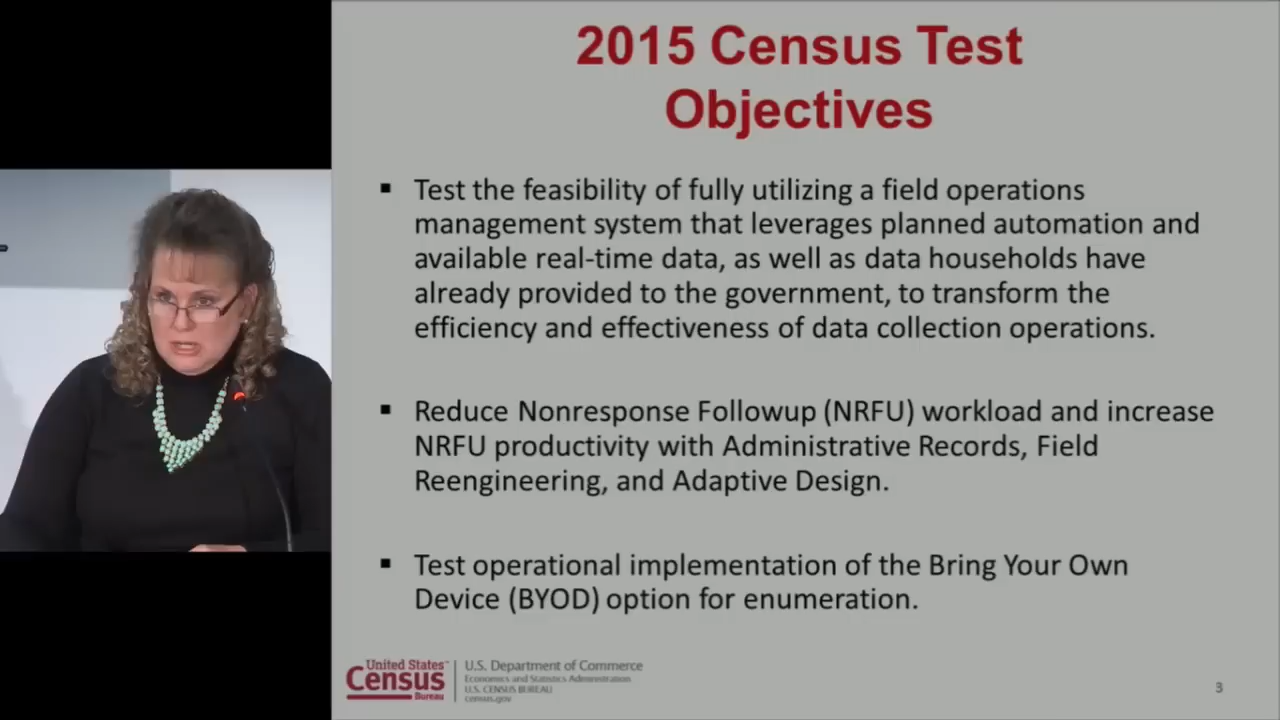 2015 Census Test
Objectives
▪ Test the feasibility of fully utilizing a field operations
management system that leverages planned automation and
available real-time data, as well as data households have
already provided to the government, to transform the
efficiency and effectiveness of data collection operations.
▪ Reduce Nonresponse Followup (NRFU) workload and increase
NRFU productivity with Administrative Records, Field
Reengineering, and Adaptive Design.
▪ Test operational implementation of the Bring Your Own
Device (BYOD) option for enumeration.
United States™
Census
Bureau
U.S. Department of Commerce
Economics and Statistics Administration
U.S. CENSUS BUREAU
census.gov
3